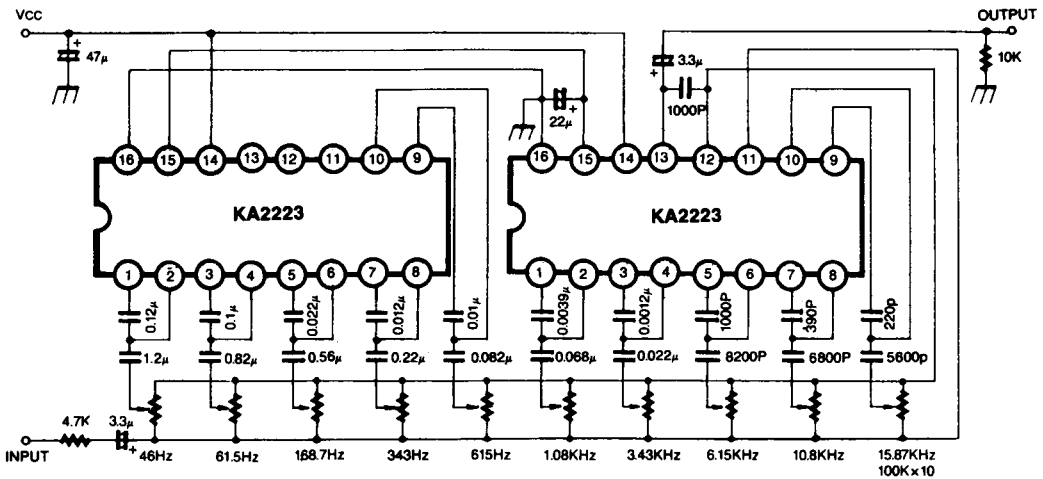 VCC
OUTPUT
+
47μ
3.3μ
+
10K
1000P
22μ
+
16 15 14 13 12 11 10 9
16 15 14 13 12 11 10 9
KA2223
KA2223
1 2 3 4 5 6 7 8
1 2 3 4 5 6 7 8
0.12μ
0.1μ
0.022μ
0.012μ
0.01μ
0.0039μ
0.0012μ
1000P
390P
220p
1.2μ
0.82μ
0.56μ
0.22μ
0.082μ
0.068μ
0.022μ
8200P
6800P
5600p
4.7K
3.3μ
+
INPUT
46Hz
61.5Hz
168.7Hz
343Hz
615Hz
1.08KHz
3.43KHz
6.15KHz
10.8KHz
15.87KHz
100K×10